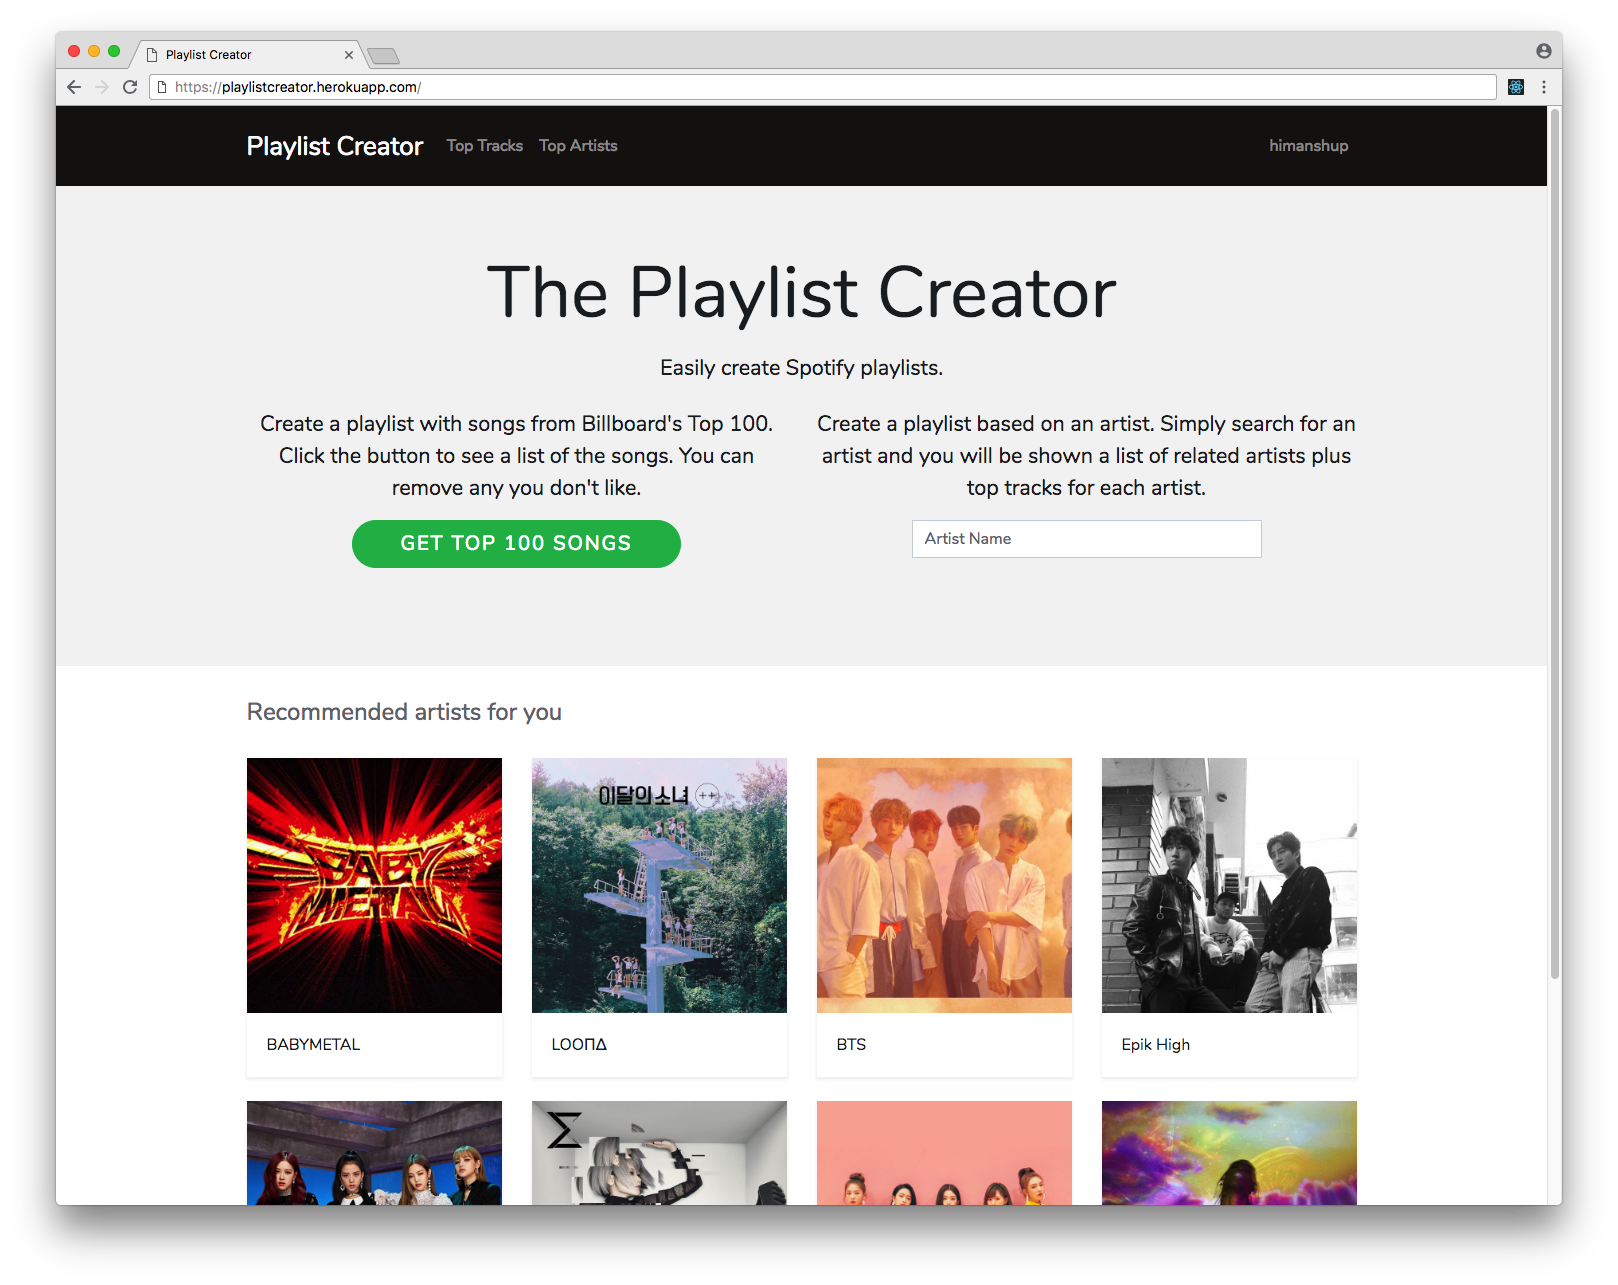 Playlist Creator
https://playlistcreator.herokuapp.com/
Playlist Creator
Top Tracks
Top Artists
himanshup
The Playlist Creator
Easily create Spotify playlists.
Create a playlist with songs from Billboard's Top 100.
Click the button to see a list of the songs. You can
remove any you don't like.
GET TOP 100 SONGS
Create a playlist based on an artist. Simply search for an
artist and you will be shown a list of related artists plus
top tracks for each artist.
Artist Name
Recommended artists for you
BABY
METAL
이달의 소녀 ++
BABYMETAL
LOOΠΔ
BTS
Epik High